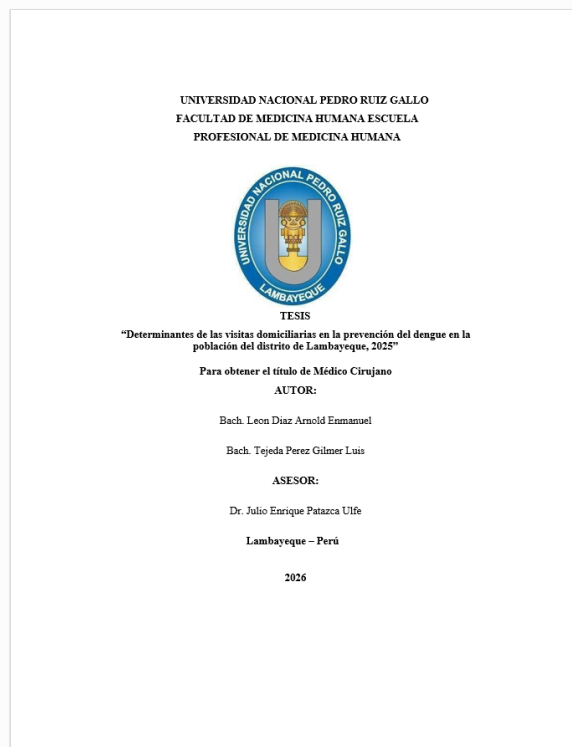 UNIVERSIDAD NACIONAL PEDRO RUIZ GALLO
FACULTAD DE MEDICINA HUMANA ESCUELA
PROFESIONAL DE MEDICINA HUMANA
UNIVERSIDAD NACIONAL PEDRO RUIZ GALLO
LAMBAYEQUE
TESIS
“Determinantes de las visitas domiciliarias en la prevención del dengue en la
población del distrito de Lambayeque, 2025”
Para obtener el título de Médico Cirujano
AUTOR:
Bach. Leon Diaz Arnold Enmanuel
Bach. Tejeda Perez Gilmer Luis
ASESOR:
Dr. Julio Enrique Patazca Ulfe
Lambayeque – Perú
2026